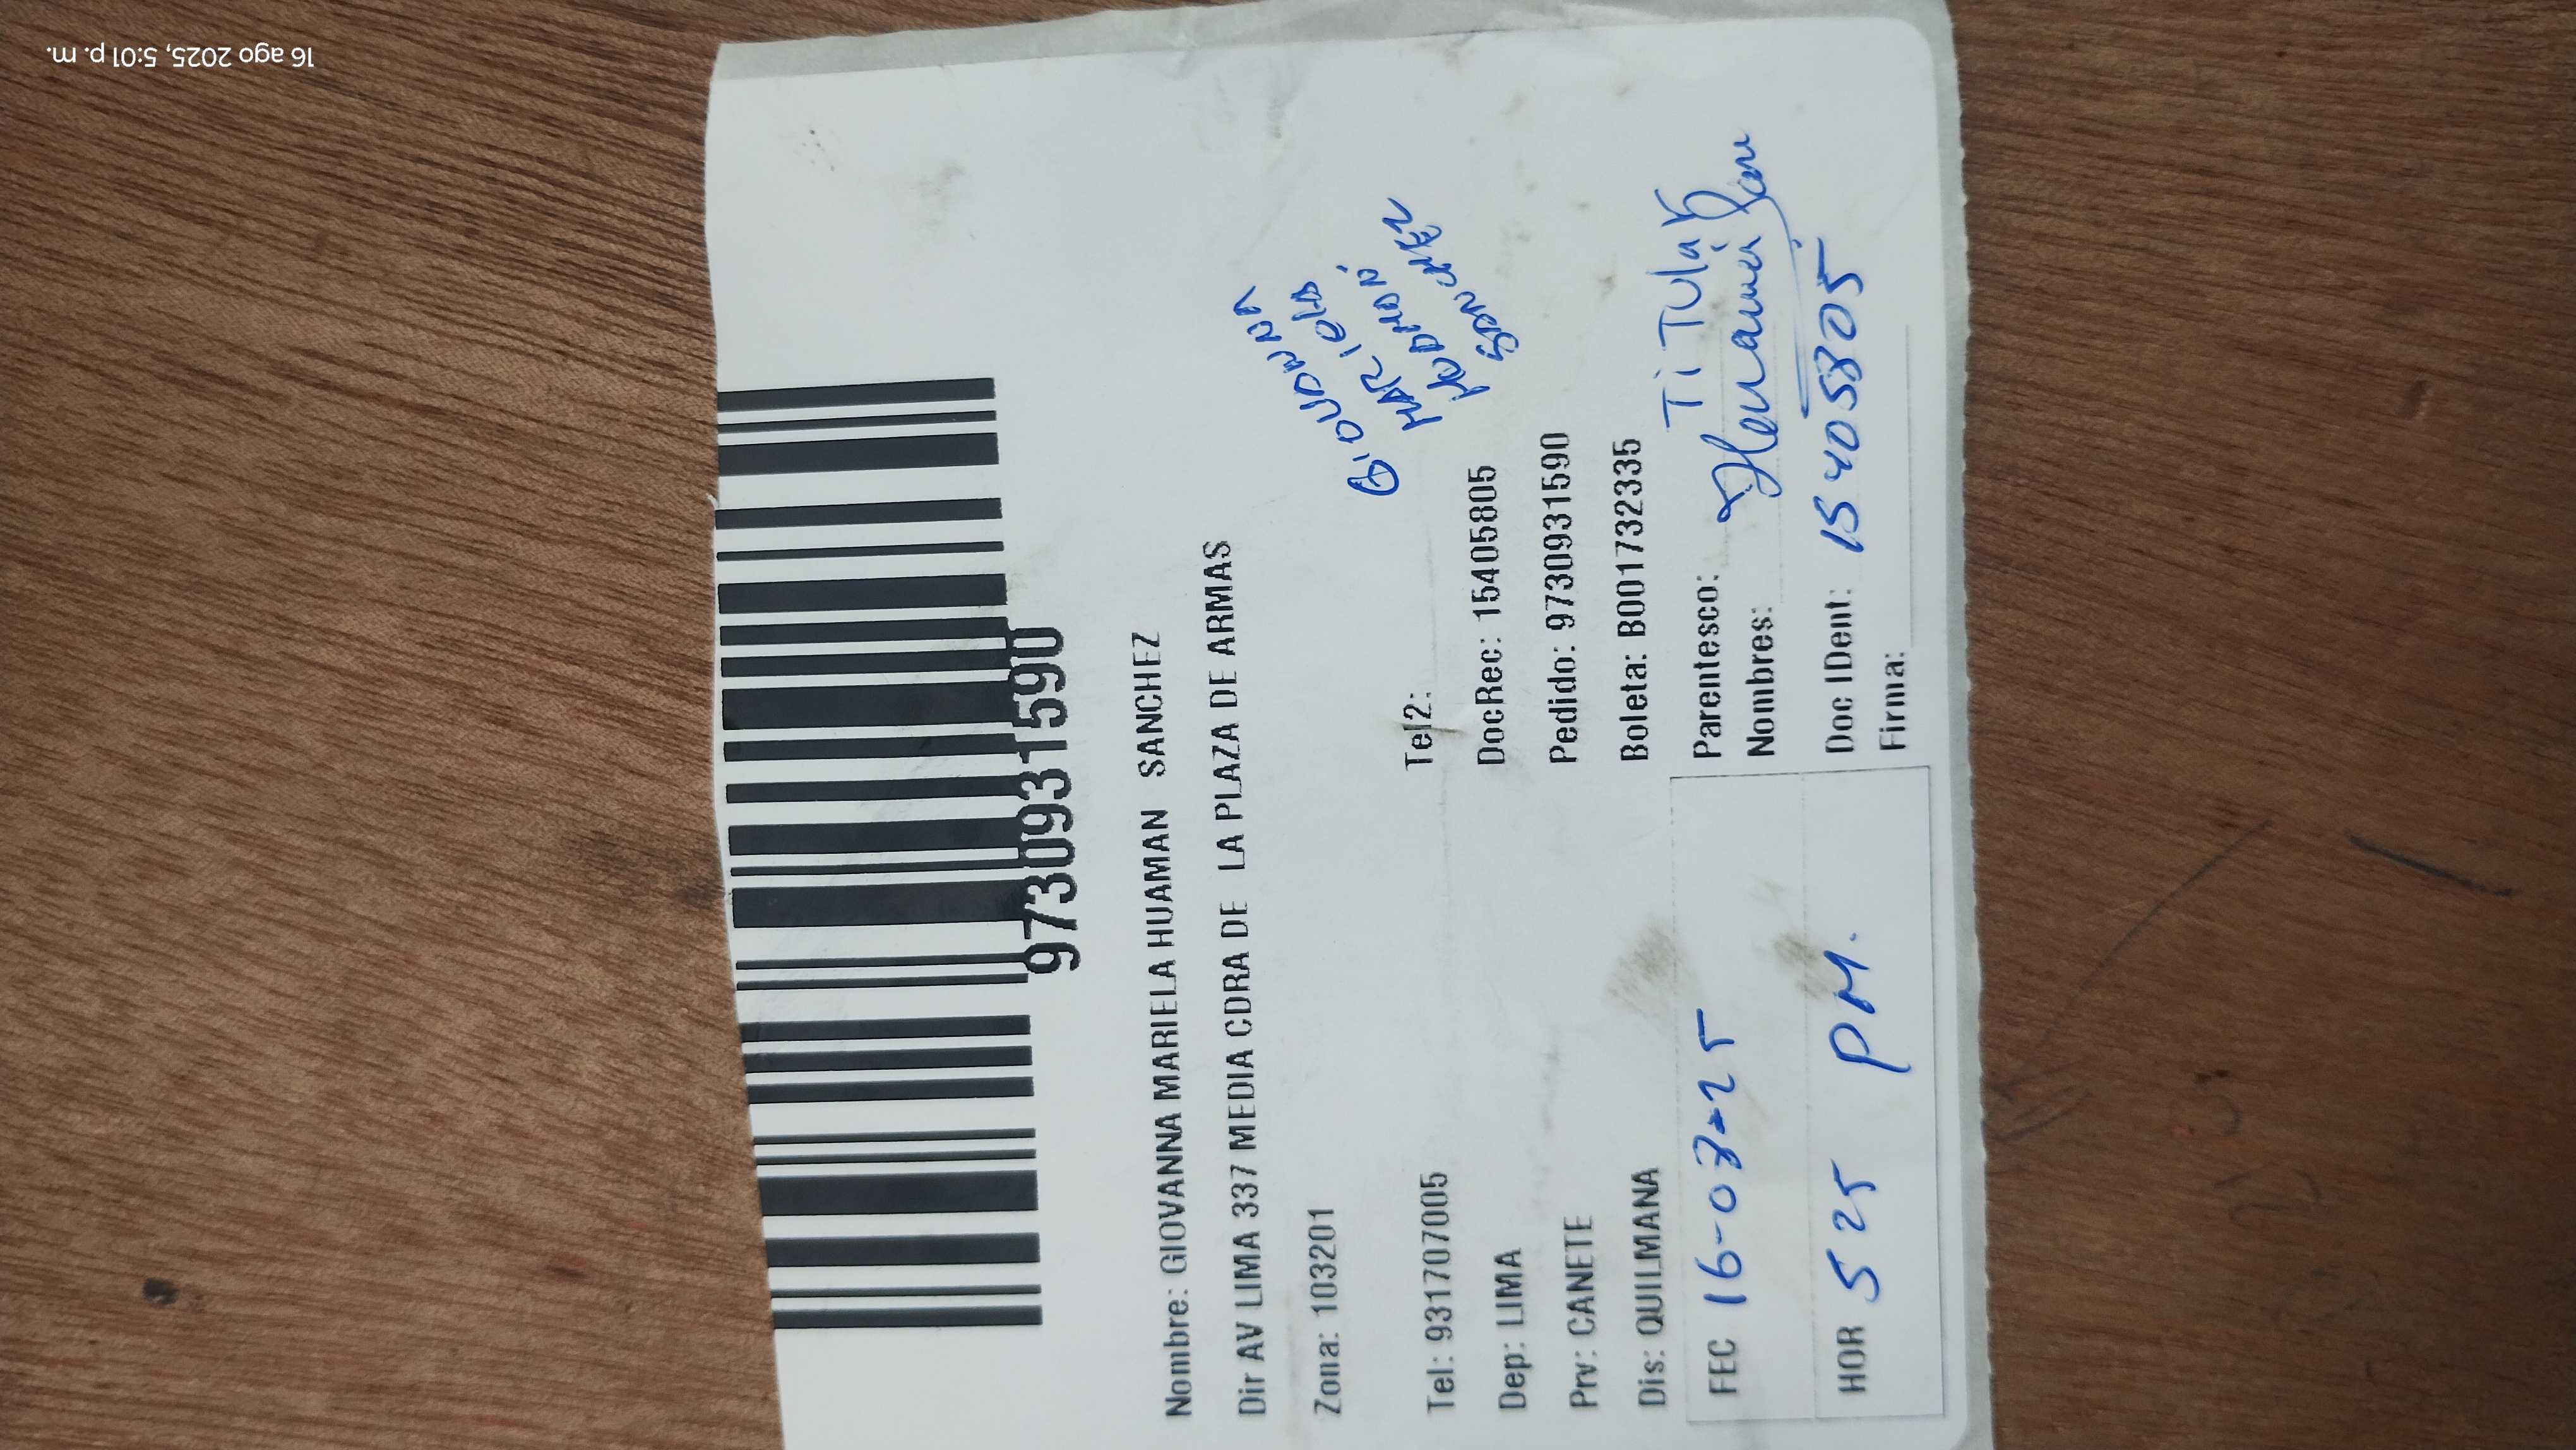 16 ago 2025, 5:01 p. m.
9730931590
Nombre: GIOVANNA MARIELA HUAMAN SANCHEZ
Dir AV LIMA 337 MEDIA CDRA DE LA PLAZA DE ARMAS
Zona: 103201
GIOVANNA
MARIELA
HUAMAN
SANCHEZ
Tel: 931707005 Tel2:
Dep: LIMA DocRec: 15405805
Prv: CANETE Pedido: 9730931590
Dis: QUILMANA Boleta: B001732335
FEC 16-07-25 Parentesco: TiTulaR
Nombres:
HOR 5 25 PM. Doc IDent: 15405805
Firma: